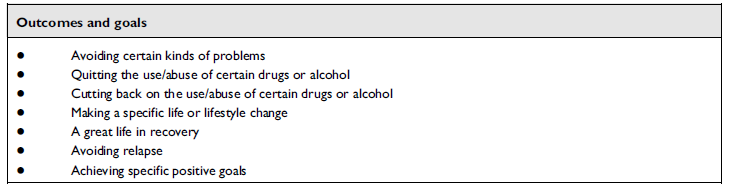 Outcomes and goals
● Avoiding certain kinds of problems
● Quitting the use/abuse of certain drugs or alcohol
● Cutting back on the use/abuse of certain drugs or alcohol
● Making a specific life or lifestyle change
● A great life in recovery
● Avoiding relapse
● Achieving specific positive goals